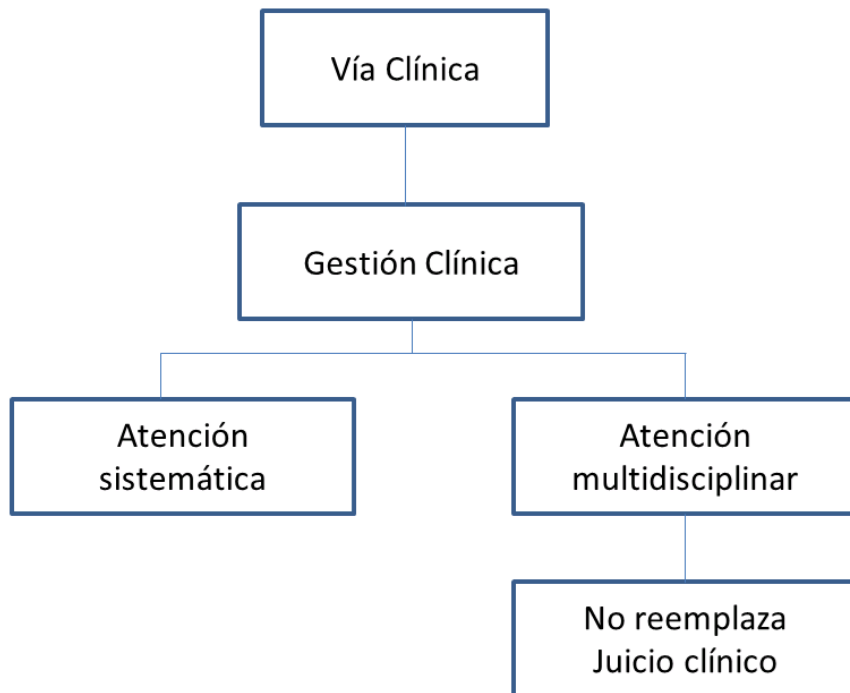 Vía Clínica
Gestión Clínica
Atención
sistemática
Atención
multidisciplinar
No reemplaza
Juicio clínico